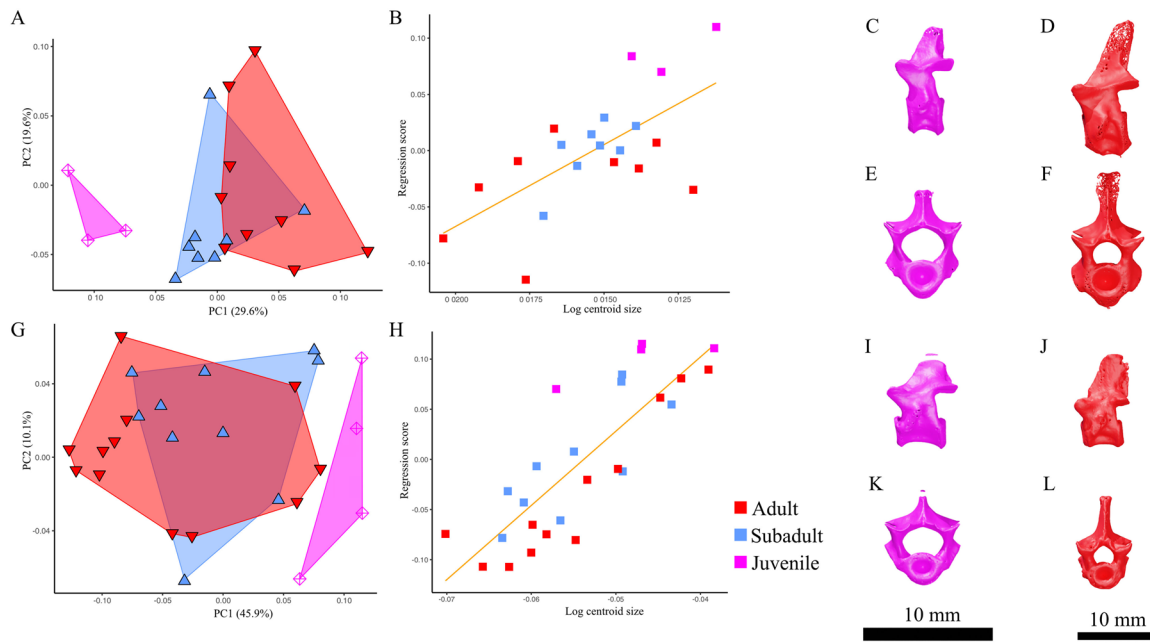 A
PC2 (19.6%)
0.10
0.05
0.00
-0.05
0 10
0 05
0.00
0.05
0.10
PC1 (29.6%)
B
Regression score
0.10
0.05
0.00
-0.05
-0.10
0 0200
0.0175
0 0150
0.0125
Log centroid size
C
D
E
F
G
PC2 (10.1%)
0.04
0.00
-0.04
-0.10
-0.05
0.00
0.05
0.10
PC1 (45.9%)
H
Regression score
0.10
0.05
0.00
-0.05
-0.10
-0.07
-0.06
-0.05
-0.04
Log centroid size
Adult
Subadult
Juvenile
I
J
K
L
10 mm
10 mm